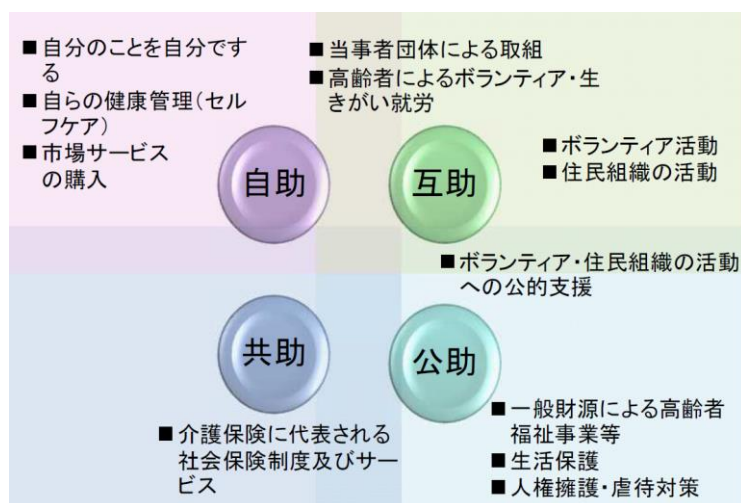 ■自分のことを自分です
る
■自らの健康管理(セル
フケア)
■市場サービス
の購入
■当事者団体による取組
■高齢者によるボランティア・生
きがい就労
自助
互助
■ボランティア活動
■住民組織の活動
■ボランティア・住民組織の活動
への公的支援
共助
公助
■介護保険に代表される
社会保険制度及びサー
ビス
■一般財源による高齢者
福祉事業等
■生活保護
■人権擁護・虐待対策